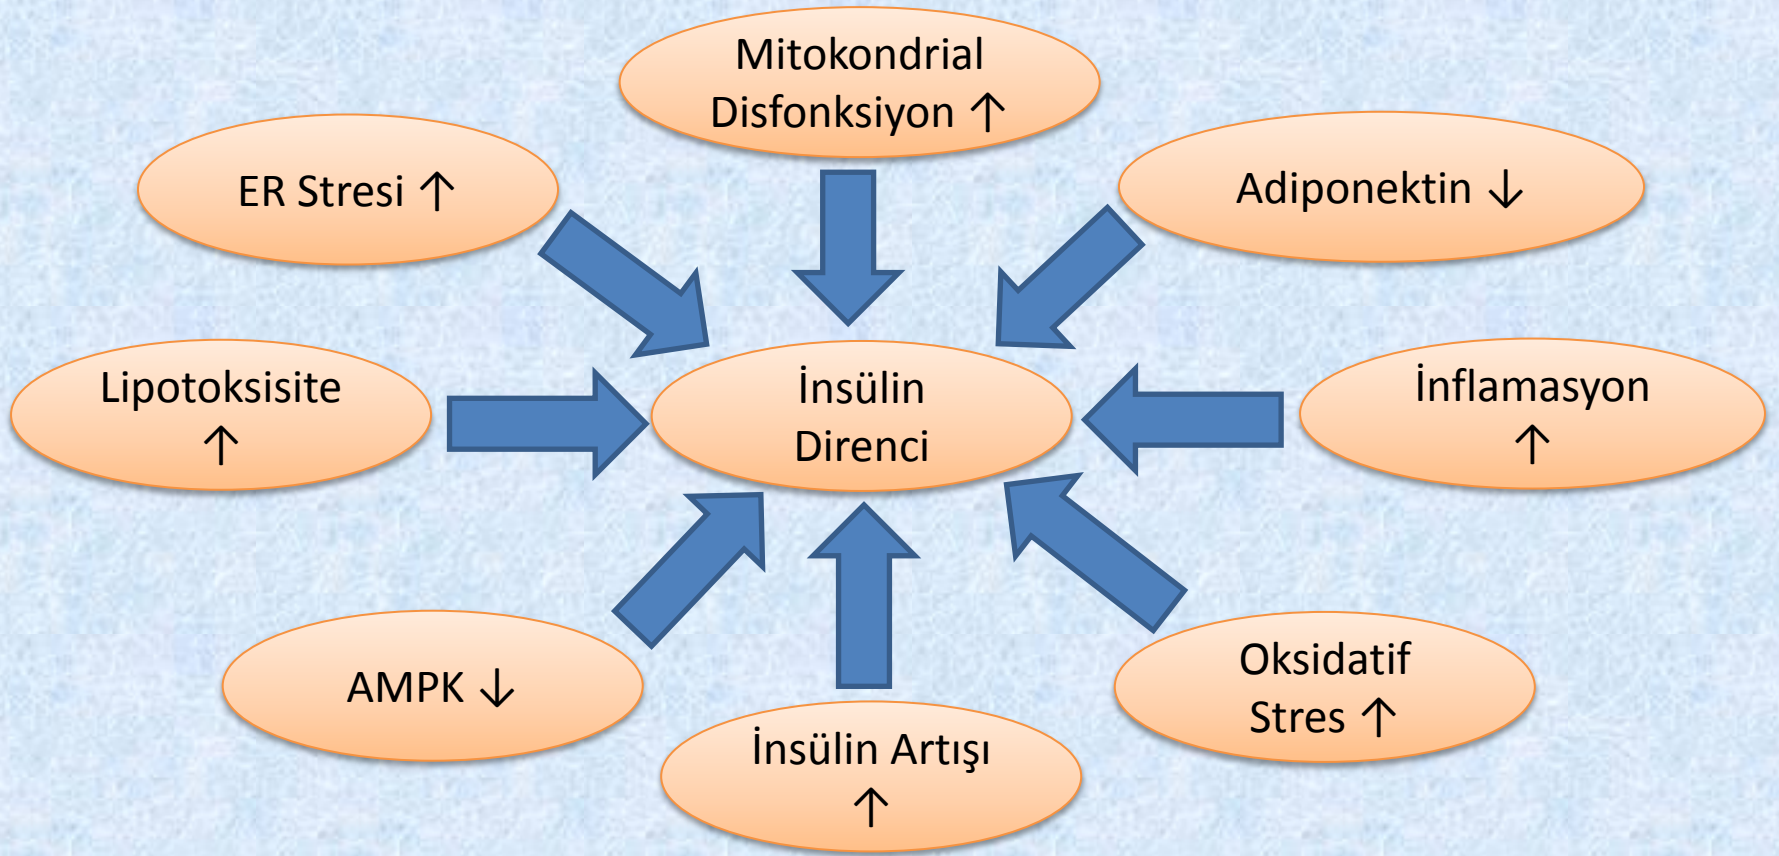 Mitokondrial
Disfonksiyon ↑
ER Stresi ↑
Adiponektin ↓
Lipotoksisite
↑
İnsülin
Direnci
İnflamasyon
↑
AMPK ↓
İnsülin Artışı
↑
Oksidatif
Stres ↑